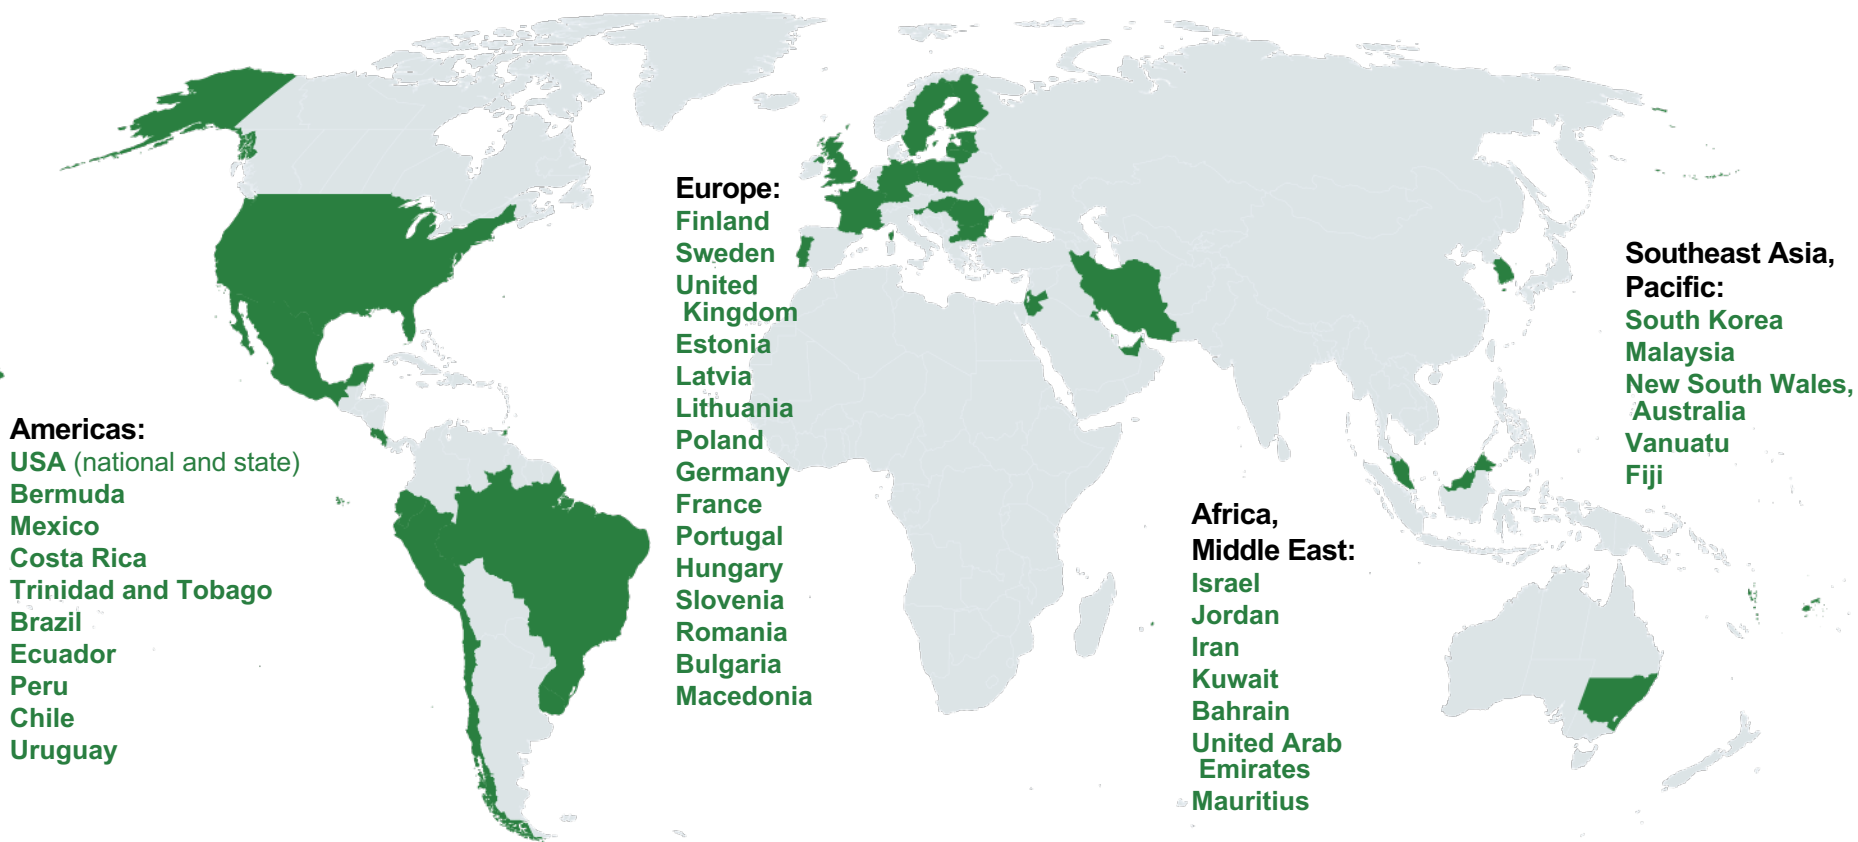 Americas:
USA (national and state)
Bermuda
Mexico
Costa Rica
Trinidad and Tobago
Brazil
Ecuador
Peru
Chile
Uruguay
Europe:
Finland
Sweden
United
Kingdom
Estonia
Latvia
Lithuania
Poland
Germany
France
Portugal
Hungary
Slovenia
Romania
Bulgaria
Macedonia
Africa,
Middle East:
Israel
Jordan
Iran
Kuwait
Bahrain
United Arab
Emirates
Mauritius
Southeast Asia,
Pacific:
South Korea
Malaysia
New South Wales,
Australia
Vanuatu
Fiji